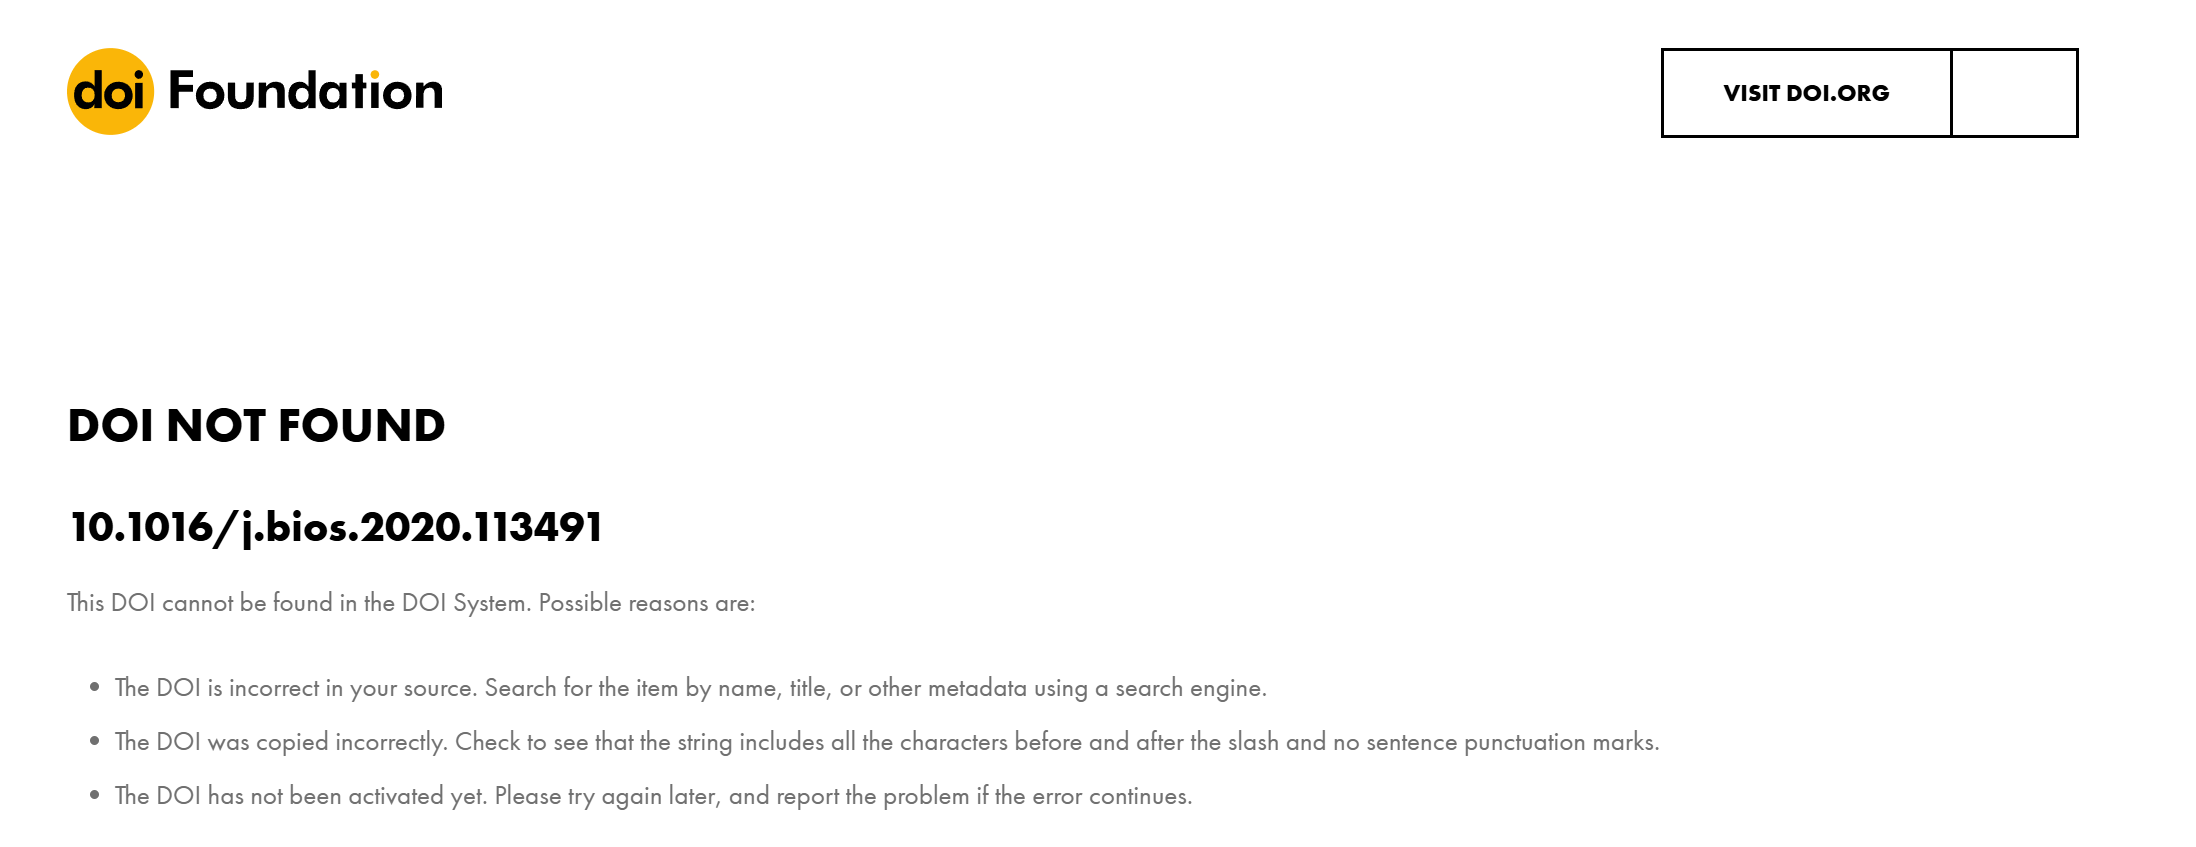 doi Foundation
VISIT DOI.ORG
DOI NOT FOUND
10.1016/j.bios.2020.113491
This DOI cannot be found in the DOI System. Possible reasons are:
• The DOI is incorrect in your source. Search for the item by name, title, or other metadata using a search engine.
• The DOI was copied incorrectly. Check to see that the string includes all the characters before and after the slash and no sentence punctuation marks.
• The DOI has not been activated yet. Please try again later, and report the problem if the error continues.